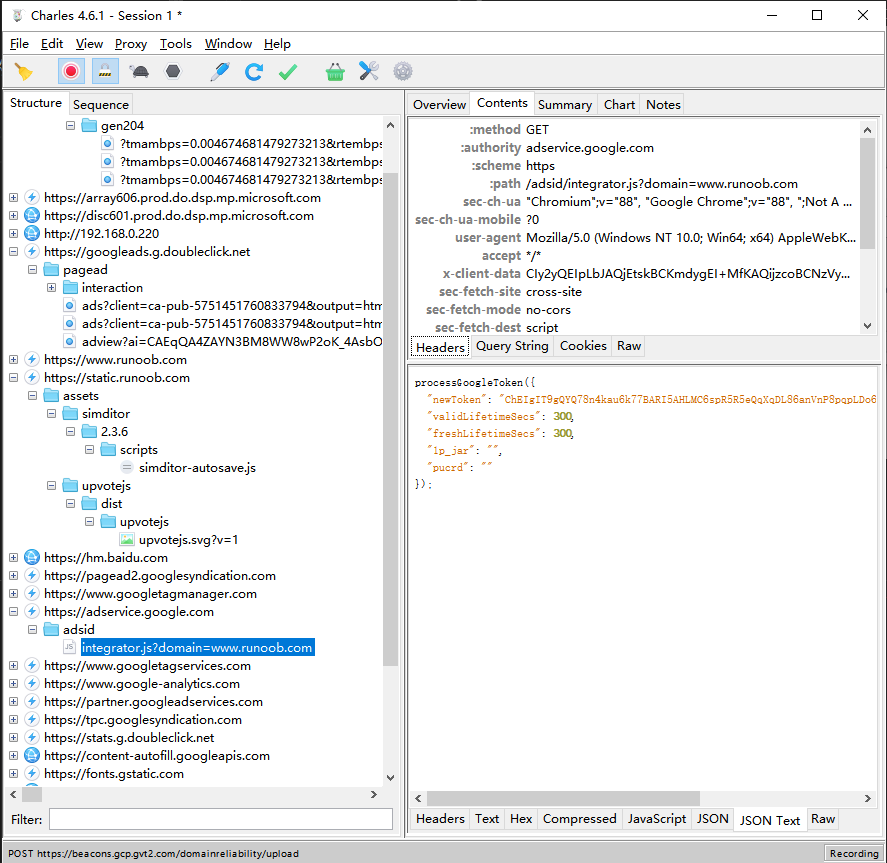 Charles 4.6.1 - Session 1 *
File Edit View Proxy Tools Window Help
Structure Sequence
gen204
?tmambps=0.004674681479273213&rtembps
?tmambps=0.004674681479273213&rtembps
?tmambps=0.004674681479273213&rtembps
https://array606.prod.do.dsp.mp.microsoft.com
https://disc601.prod.do.dsp.mp.microsoft.com
http://192.168.0.220
https://googleads.g.doubleclick.net
pagead
interaction
ads?client=ca-pub-5751451760833794&output=htm
ads?client=ca-pub-5751451760833794&output=htm
adview?ai=CAEqQA4ZAYN3BM8WW8wP2oK_4AsbO
https://www.runoob.com
https://static.runoob.com
assets
simditor
2.3.6
scripts
simditor-autosave.js
upvotejs
dist
upvotejs
upvotejs.svg?v=1
https://hm.baidu.com
https://pagead2.googlesyndication.com
https://www.googletagmanager.com
https://adservice.google.com
adsid
JS integrator.js?domain=www.runoob.com
https://www.googletagservices.com
https://www.google-analytics.com
https://partner.googleadservices.com
https://tpc.googlesyndication.com
https://stats.g.doubleclick.net
https://content-autofill.googleapis.com
https://fonts.gstatic.com
Filter:
Overview Contents Summary Chart Notes
:method GET
:authority adservice.google.com
:scheme https
:path /adsid/integrator.js?domain=www.runoob.com
sec-ch-ua "Chromium";v="88", "Google Chrome";v="88", ";Not A ...
sec-ch-ua-mobile ?0
user-agent Mozilla/5.0 (Windows NT 10.0; Win64; x64) AppleWebK...
accept */*
x-client-data CIy2yQEIpLbJAQjEtskBCKmdygEI+MfKAQijzcoBCNzVy...
sec-fetch-site cross-site
sec-fetch-mode no-cors
sec-fetch-dest script
Headers Query String Cookies Raw
processGoogleToken({
"newToken": "ChEIgIT9gQYQ78n4kau6k77BARI5AHLMC6spR5R5eQqXqDL86anVnP8pqpLDo6
"validLifetimeSecs": 300,
"freshLifetimeSecs": 300,
"1p_jar": "",
"pucrd": ""
});
Headers Text Hex Compressed JavaScript JSON JSON Text Raw
POST https://beacons.gcp.gvt2.com/domainreliability/upload
Recording